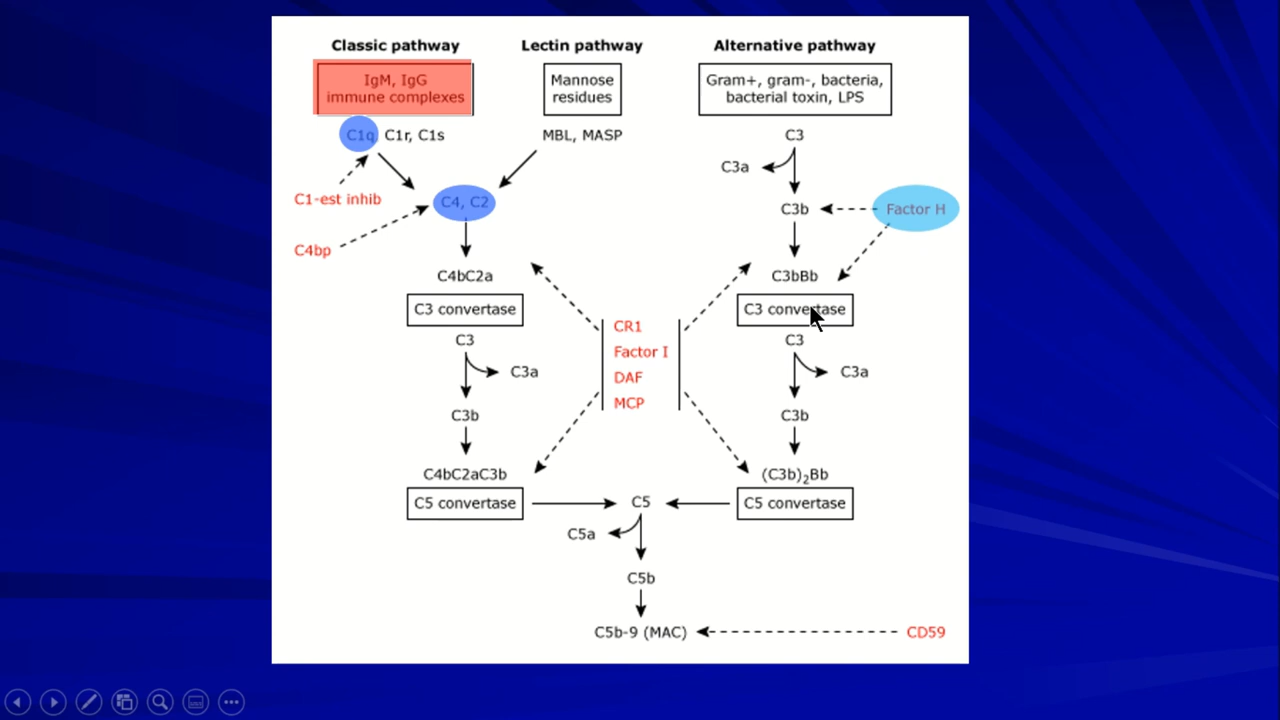 Classic pathway
Lectin pathway
Alternative pathway
IgM, IgG
immune complexes
Mannose
residues
Gram+, gram-, bacteria,
bacterial toxin, LPS
C1q C1r, C1s
MBL, MASP
C3
C3a
C1-est inhib
C4, C2
C3b
Factor H
C4bp
C4bC2a
C3bBb
C3 convertase
C3 convertase
CR1
Factor I
DAF
MCP
C3
C3a
C3
C3a
C3b
C3b
C4bC2aC3b
(C3b)₂Bb
C5 convertase
C5
C5 convertase
C5a
C5b
C5b-9 (MAC)
CD59